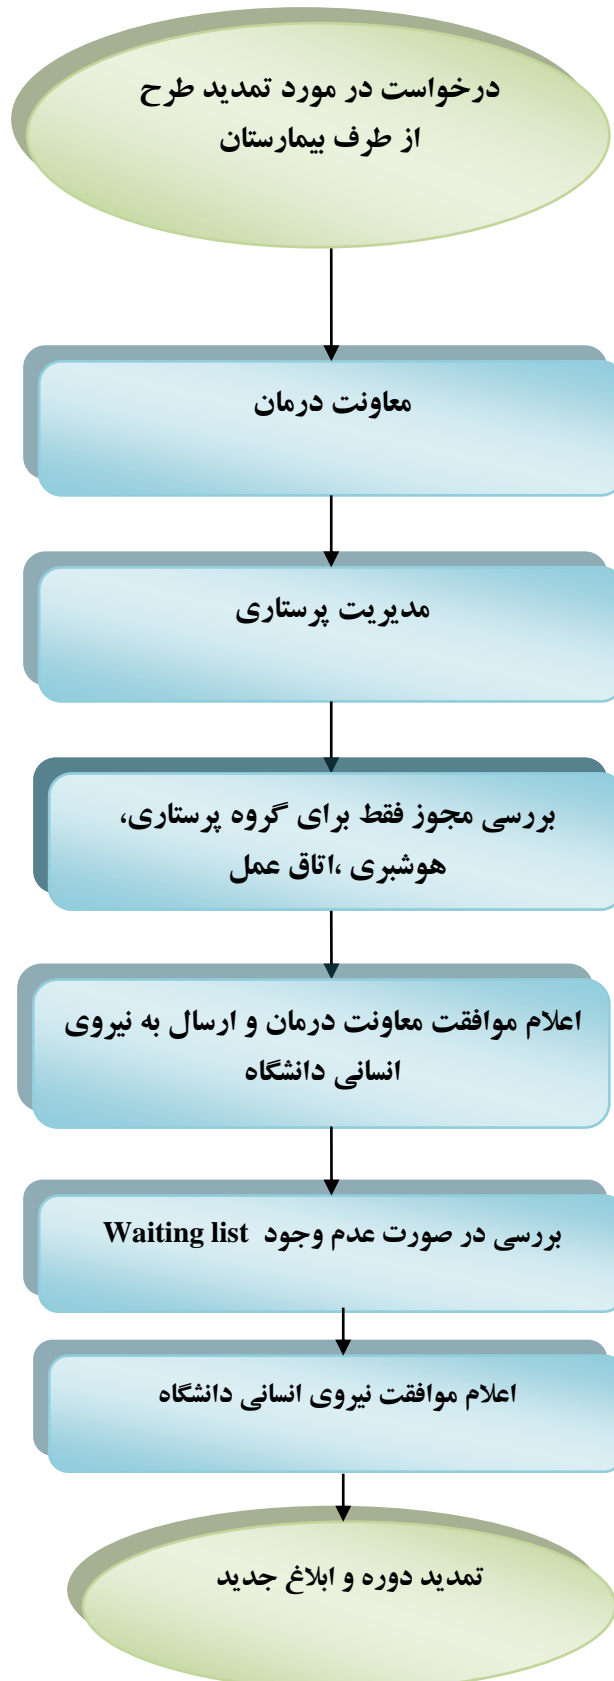 درخواست در مورد تمدید طرح
از طرف بیمارستان
معاونت درمان
مدیریت پرستاری
بررسی مجوز فقط برای گروه پرستاری،
هوشبری ،اتاق عمل
اعلام موافقت معاونت درمان و ارسال به نیروی
انسانی دانشگاه
بررسی در صورت عدم وجود Waiting list
اعلام موافقت نیروی انسانی دانشگاه
تمدید دوره و ابلاغ جدید